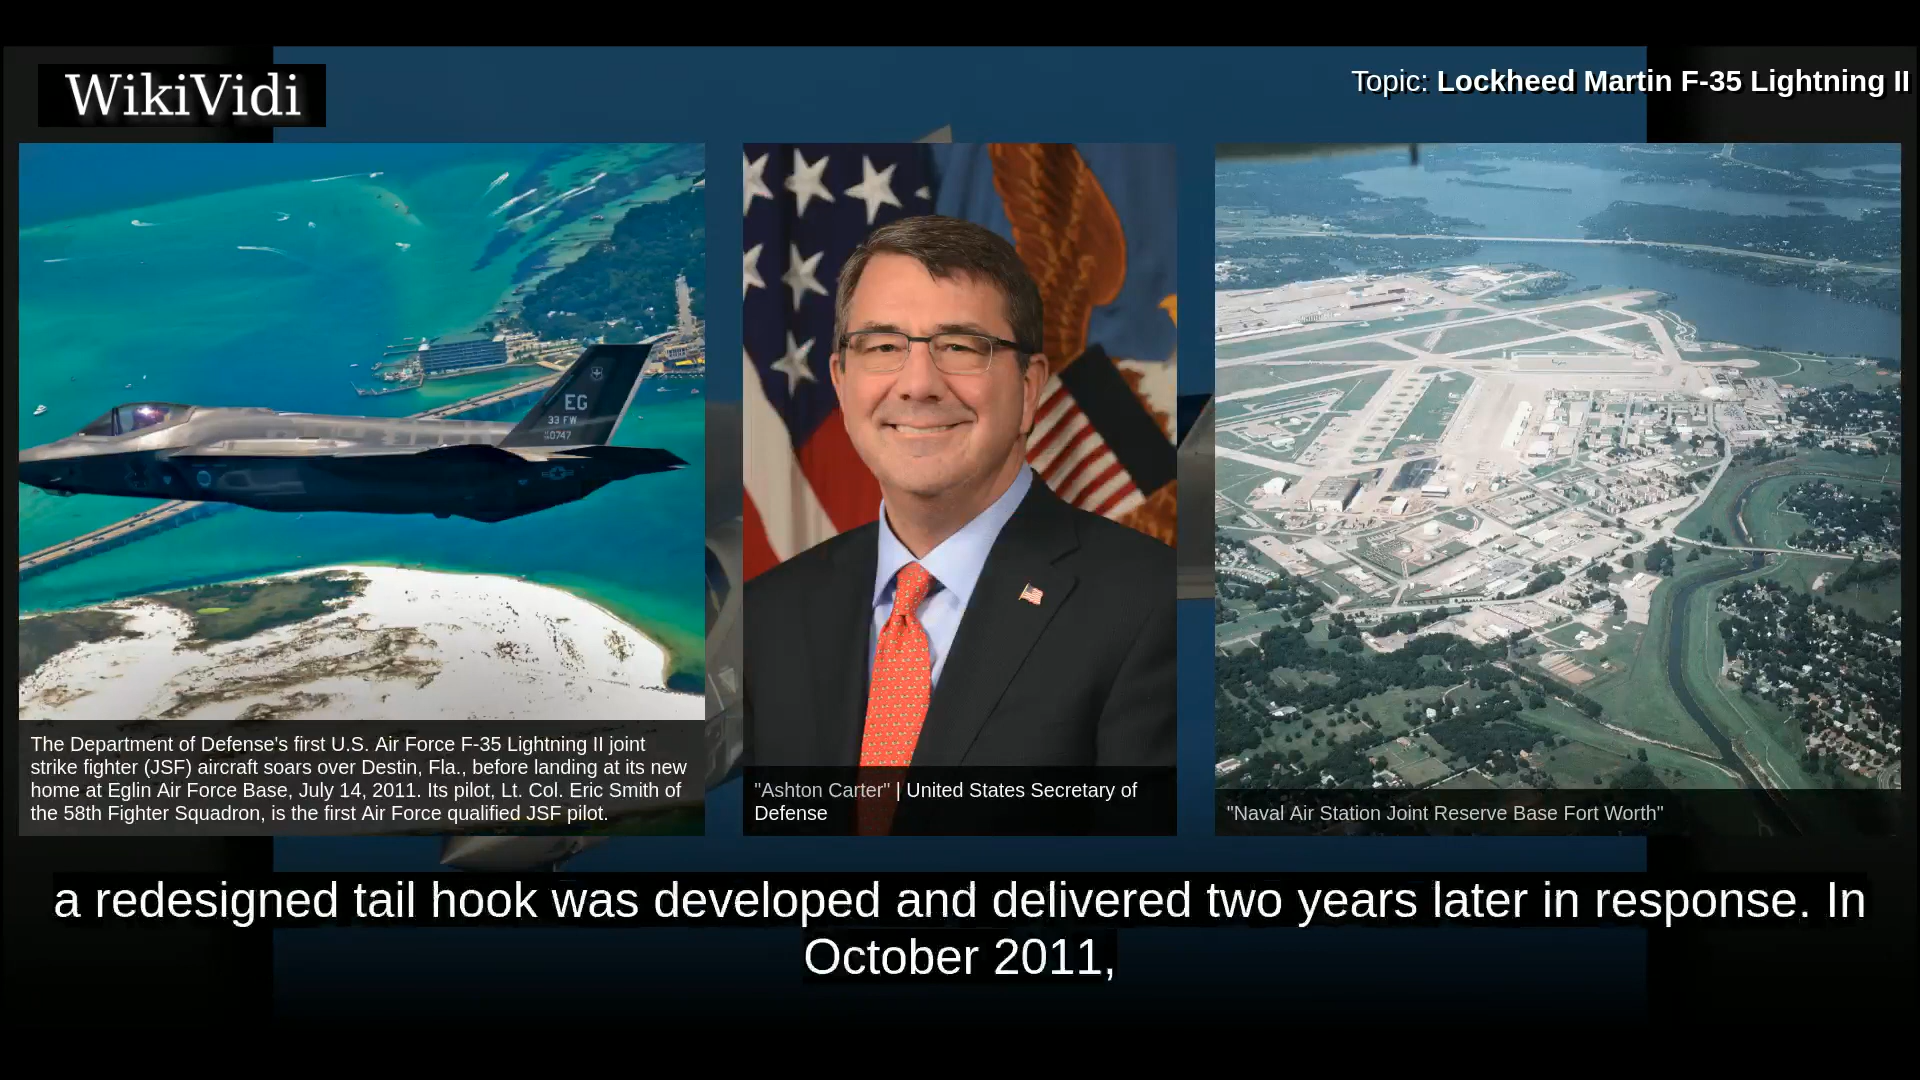 WikiVidi
Topic: Lockheed Martin F-35 Lightning II
EG
33 FW
0747
The Department of Defense's first U.S. Air Force F-35 Lightning II joint
strike fighter (JSF) aircraft soars over Destin, Fla., before landing at its new
home at Eglin Air Force Base, July 14, 2011. Its pilot, Lt. Col. Eric Smith of
the 58th Fighter Squadron, is the first Air Force qualified JSF pilot.
"Ashton Carter" | United States Secretary of
Defense
"Naval Air Station Joint Reserve Base Fort Worth"
a redesigned tail hook was developed and delivered two years later in response. In
October 2011,